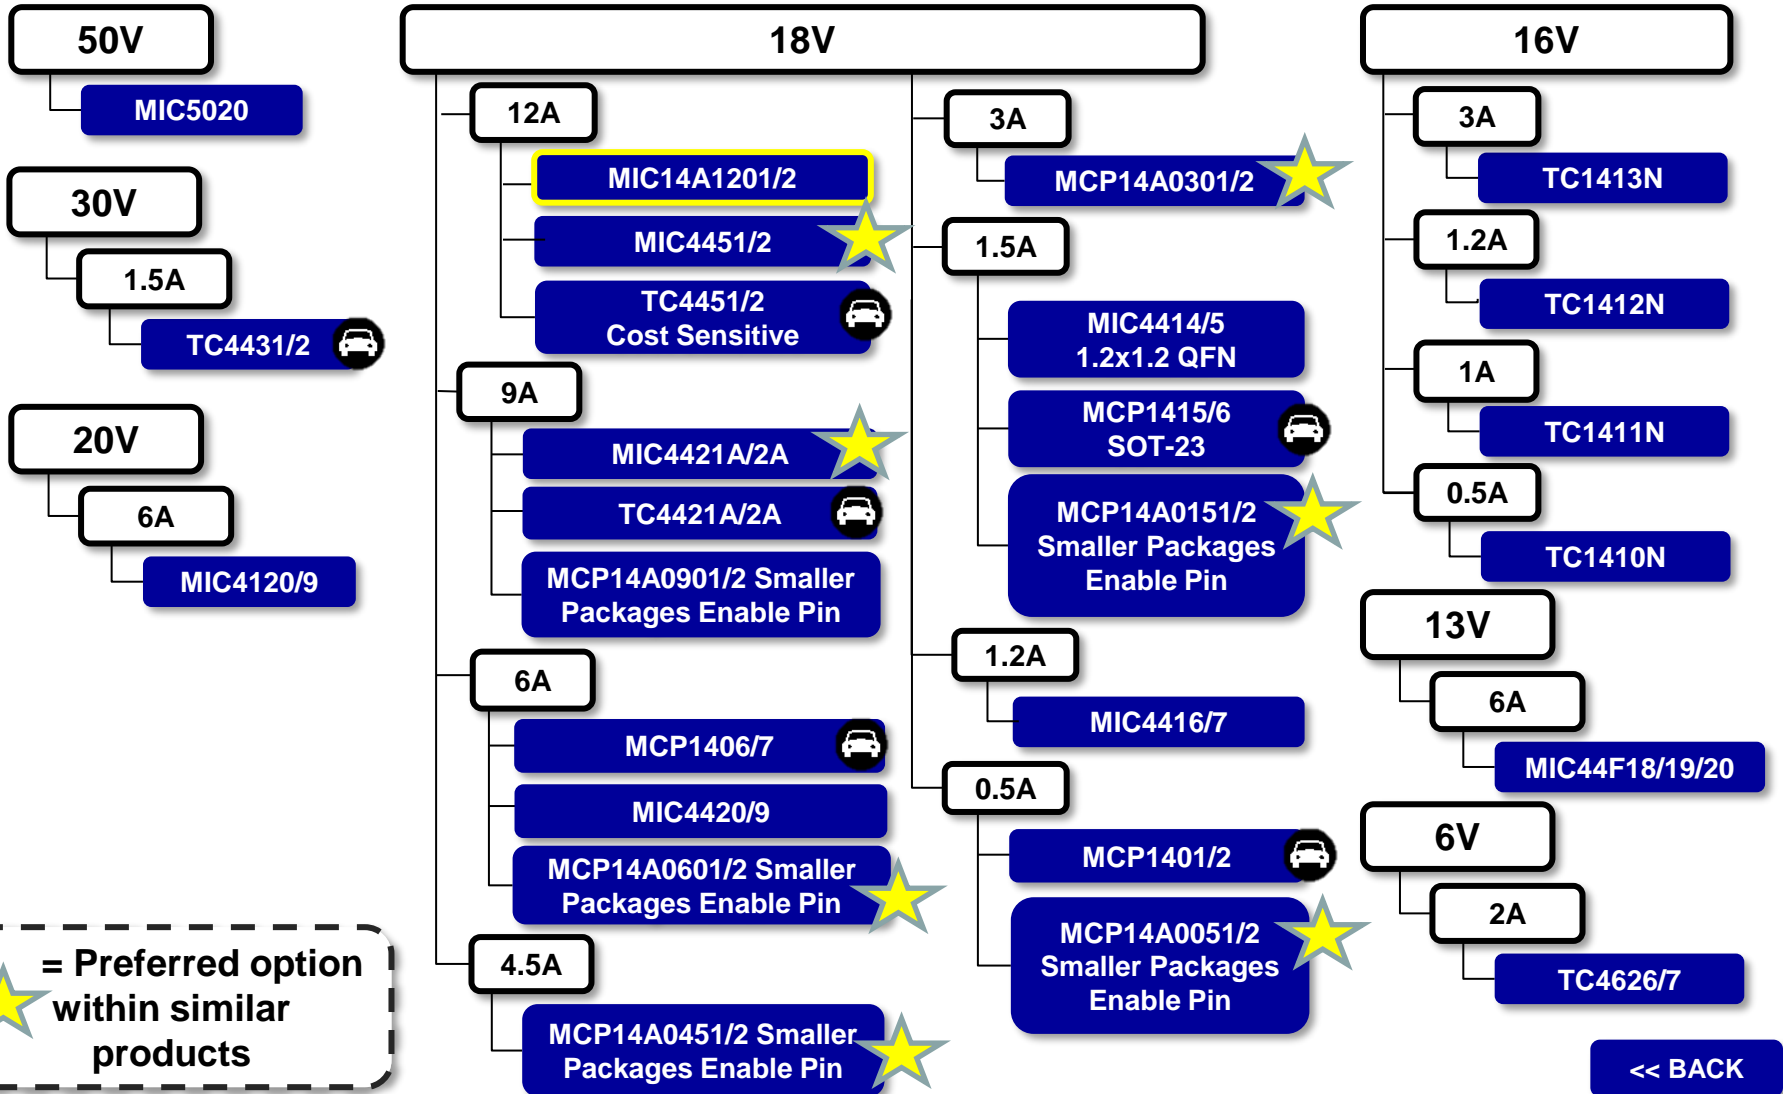 50V
MIC5020
30V
1.5A
TC4431/2
20V
6A
MIC4120/9
= Preferred option
within similar
products
18V
12A
MIC14A1201/2
MIC4451/2
TC4451/2
Cost Sensitive
9A
MIC4421A/2A
TC4421A/2A
MCP14A0901/2 Smaller
Packages Enable Pin
6A
MCP1406/7
MIC4420/9
MCP14A0601/2 Smaller
Packages Enable Pin
4.5A
MCP14A0451/2 Smaller
Packages Enable Pin
3A
MCP14A0301/2
1.5A
MIC4414/5
1.2x1.2 QFN
MCP1415/6
SOT-23
MCP14A0151/2
Smaller Packages
Enable Pin
1.2A
MIC4416/7
0.5A
MCP1401/2
MCP14A0051/2
Smaller Packages
Enable Pin
16V
3A
TC1413N
1.2A
TC1412N
1A
TC1411N
0.5A
TC1410N
13V
6A
MIC44F18/19/20
6V
2A
TC4626/7
<< BACK